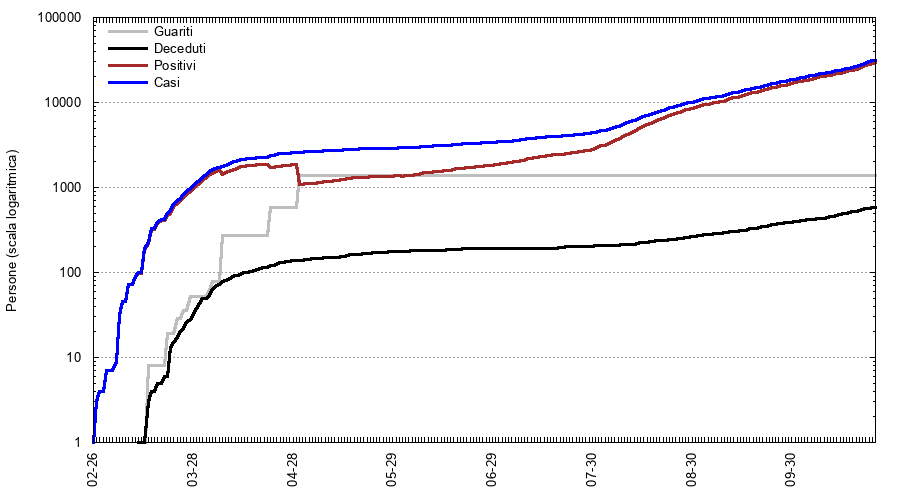 100000
10000
1000
100
10
1
Persone (scala logaritmica)
Guariti
Deceduti
Positivi
Casi
02-26
03-28
04-28
05-29
06-29
07-30
08-30
09-30